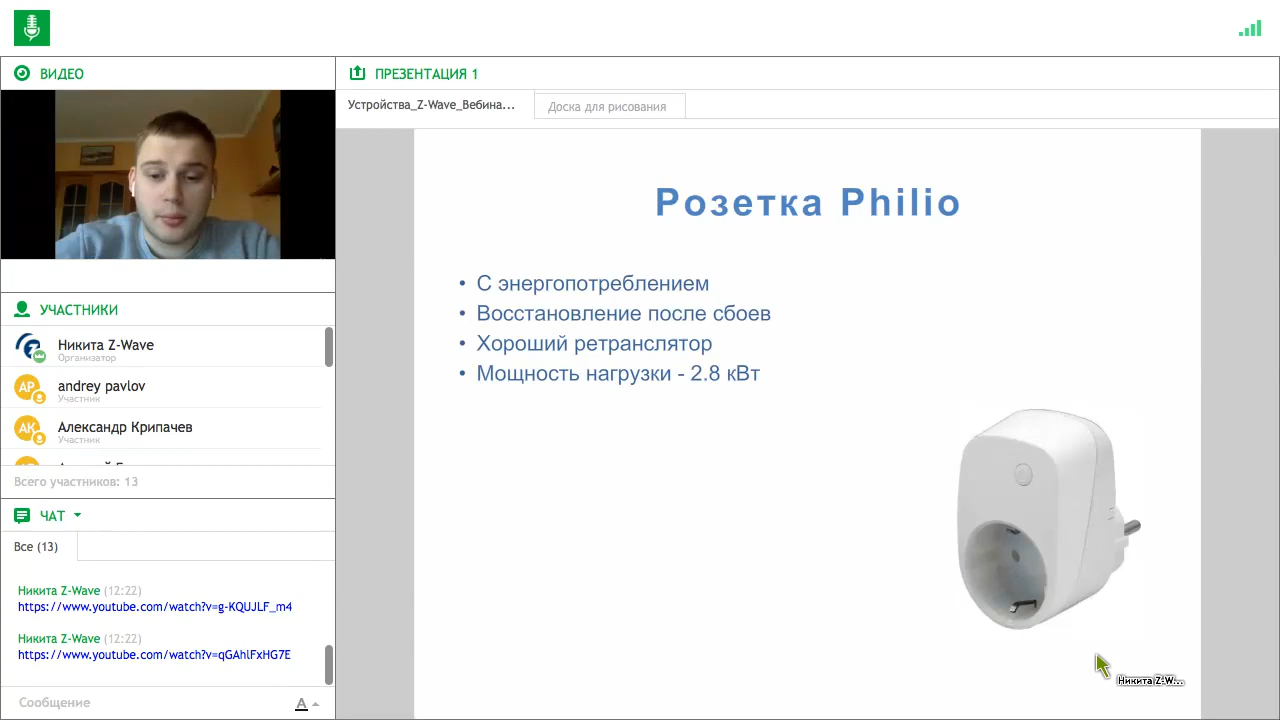 ВИДЕО
УЧАСТНИКИ
Никита Z-Wave
Организатор
AP
andrey pavlov
Участник
АК
Александр Крипачев
Участник
Всего участников: 13
ЧАТ
Все (13)
Никита Z-Wave (12:22)
https://www.youtube.com/watch?v=g-KQUJLF_m4
Никита Z-Wave (12:22)
https://www.youtube.com/watch?v=qGAhlFxHG7E
Сообщение
A
ПРЕЗЕНТАЦИЯ 1
Устройства_Z-Wave_Вебина...
Доска для рисования
Розетка Philio
• С энергопотреблением
• Восстановление после сбоев
• Хороший ретранслятор
• Мощность нагрузки - 2.8 кВт
Никита Z-W...